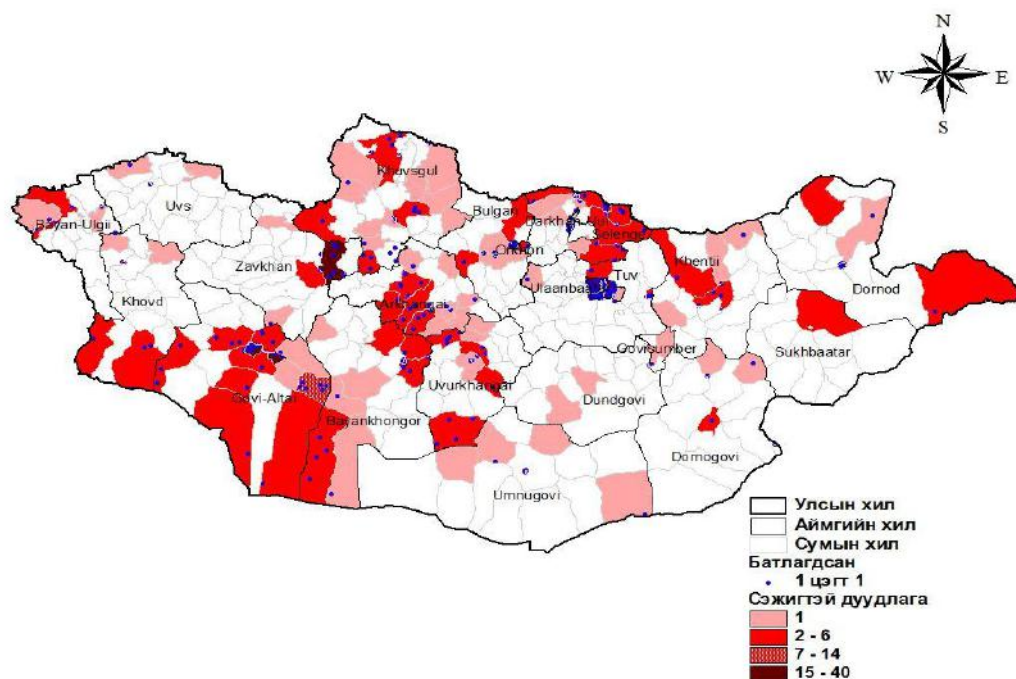 N
W E
S
Khuvsgul
Uvs
Bayan-Ulgii
Bulgan
Darkhan-Uul
Selenge
Orkhon
Khentii
Zavkhan
Tuv
Ulaanbaatar
Dornod
Khovd
Arkhangai
Govisumber
Sukhbaatar
Uvurkhangai
Govi-Altai
Dundgovi
Bayankhongor
Dornogovi
Umnugovi
Улсын хил
Аймгийн хил
Сумын хил
Батлагдсан
1 цэгт 1
Сэжигтэй дуудлага
1
2 - 6
7 - 14
15 - 40